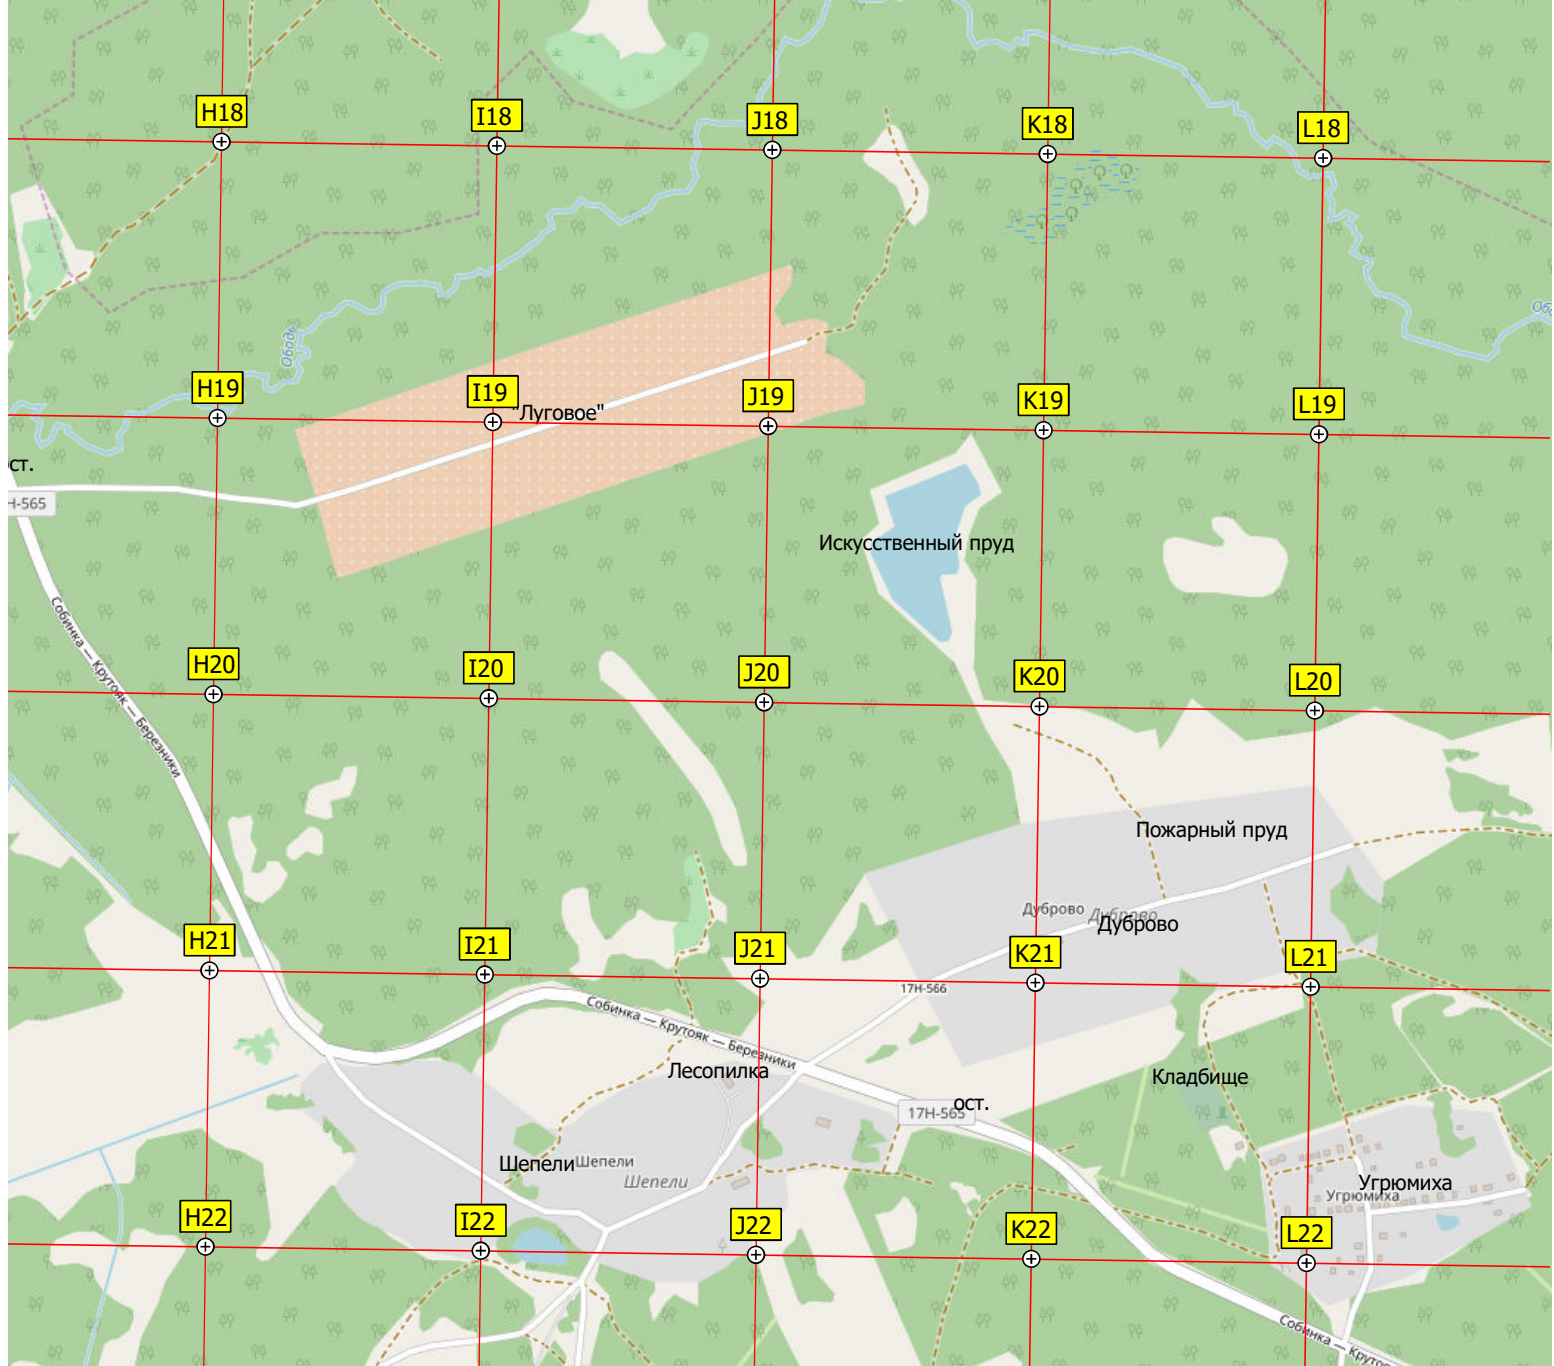 H18
I18
J18
K18
L18
Ободь
H19
I19
"Луговое"
J19
K19
L19
ост.
Н-565
Искусственный пруд
Собинка — Крутояк — Березники
H20
I20
J20
K20
L20
Пожарный пруд
Дуброво
Дуброво
Дуброво
H21
I21
J21
K21
L21
17Н-566
Собинка — Крутояк — Березники
Лесопилка
Кладбище
ост.
17Н-565
Шепели
Шепели
Шепели
Угрюмиха
Угрюмиха
H22
I22
J22
K22
L22
Собинка — Круто